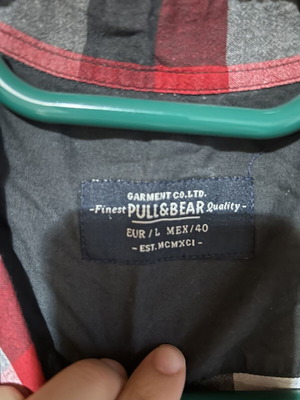 GARMENT CO.LTD.
-Finest PULL&BEAR Quality-
EUR/L MEX/40
-EST.MCMXCI-